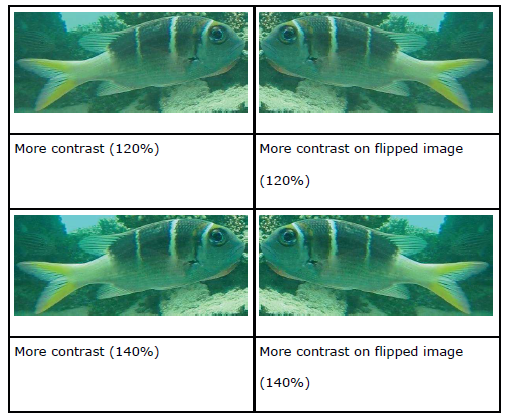 More contrast (120%)
More contrast on flipped image
(120%)
More contrast (140%)
More contrast on flipped image
(140%)